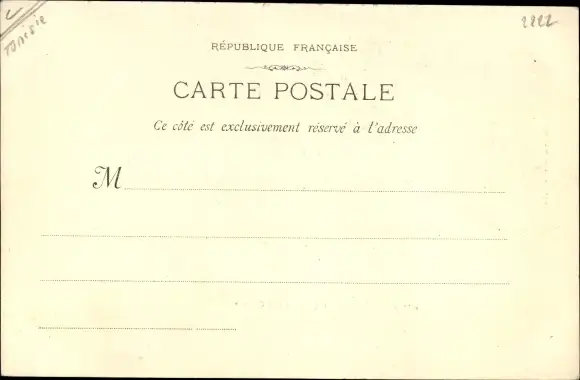 Tunisie
2222
RÉPUBLIQUE FRANÇAISE
CARTE POSTALE
Ce côté est exclusivement réservé à l'adresse
M